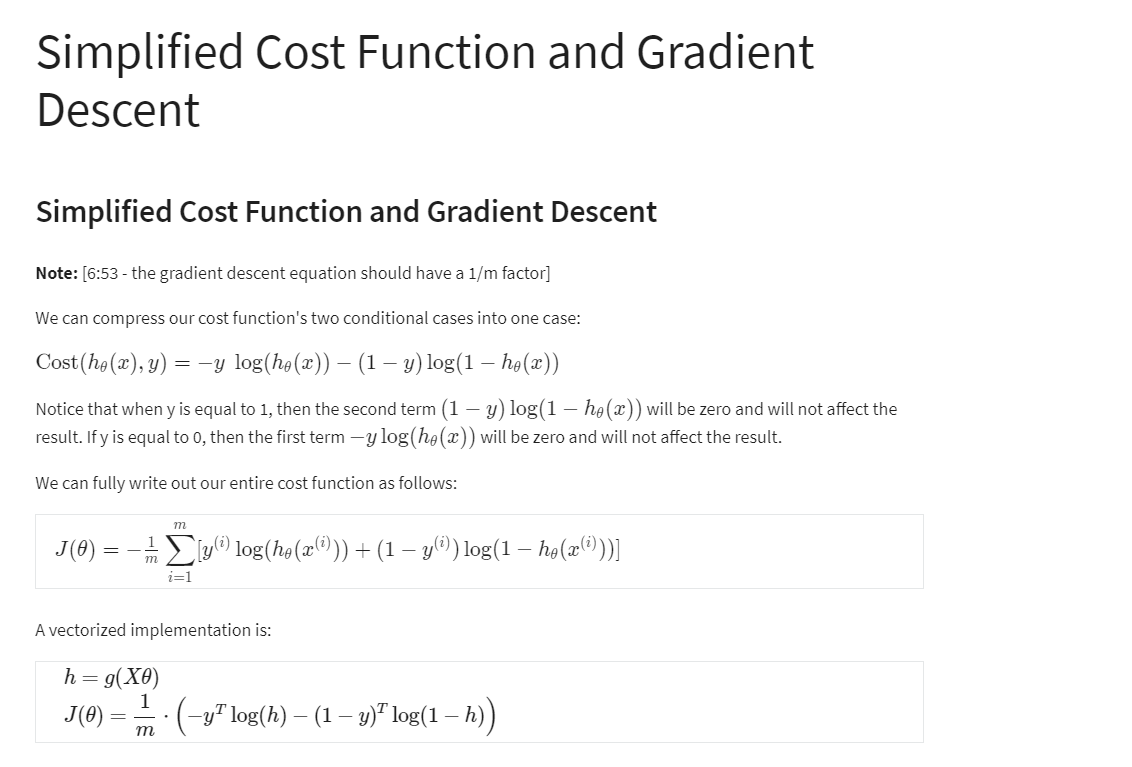 Simplified Cost Function and Gradient
Descent
Simplified Cost Function and Gradient Descent
Note: [6:53 - the gradient descent equation should have a 1/m factor]
We can compress our cost function's two conditional cases into one case:
Cost(hθ(x), y) = −y log(hθ(x)) − (1 − y) log(1 − hθ(x))
Notice that when y is equal to 1, then the second term (1 − y) log(1 − hθ(x)) will be zero and will not affect the
result. If y is equal to 0, then the first term −y log(hθ(x)) will be zero and will not affect the result.
We can fully write out our entire cost function as follows:
J(θ) = −1/m ∑_{i=1}^{m} [y⁽ⁱ⁾ log(hθ(x⁽ⁱ⁾)) + (1 − y⁽ⁱ⁾) log(1 − hθ(x⁽ⁱ⁾))]
A vectorized implementation is:
h = g(Xθ)
J(θ) = 1/m · (−yᵀ log(h) − (1 − y)ᵀ log(1 − h))